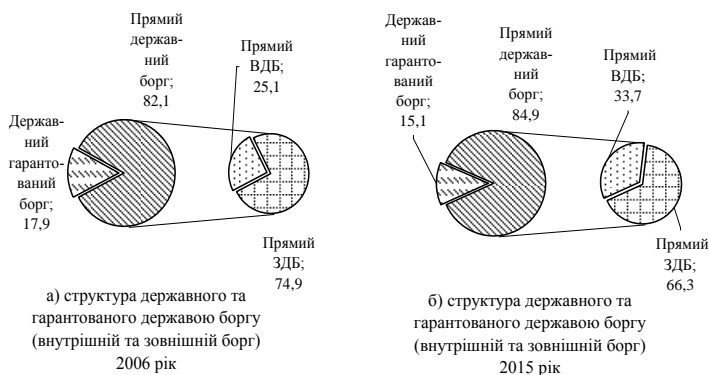 Прямий
держав-
ний
борг;
82,1
Прямий
ВДБ;
25,1
Держав-
ний
гаранто-
ваний
борг;
17,9
Прямий
ЗДБ;
74,9
а) структура державного та
гарантованого державою боргу
(внутрішній та зовнішній борг)
2006 рік
Держав-
ний
гаранто-
ваний
борг;
15,1
Прямий
державний
борг;
84,9
Прямий
ВДБ;
33,7
Прямий
ЗДБ;
66,3
б) структура державного та
гарантованого державою боргу
(внутрішній та зовнішній борг)
2015 рік